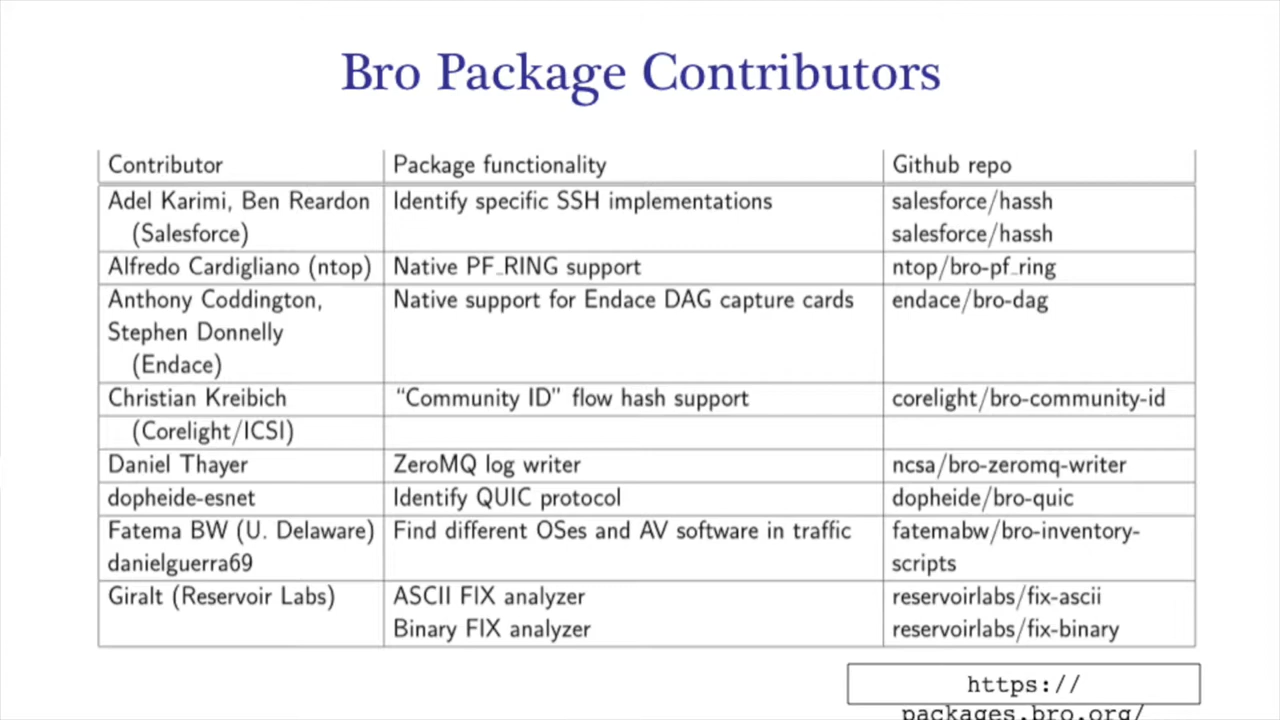 Bro Package Contributors
Contributor Package functionality Github repo
Adel Karimi, Ben Reardon Identify specific SSH implementations salesforce/hassh
(Salesforce) salesforce/hassh
Alfredo Cardigliano (ntop) Native PF_RING support ntop/bro-pf_ring
Anthony Coddington, Native support for Endace DAG capture cards endace/bro-dag
Stephen Donnelly
(Endace)
Christian Kreibich “Community ID” flow hash support corelight/bro-community-id
(Corelight/ICSI)
Daniel Thayer ZeroMQ log writer ncsa/bro-zeromq-writer
dopheide-esnet Identify QUIC protocol dopheide/bro-quic
Fatema BW (U. Delaware) Find different OSes and AV software in traffic fatemabw/bro-inventory-
danielguerra69 scripts
Giralt (Reservoir Labs) ASCII FIX analyzer reservoirlabs/fix-ascii
Binary FIX analyzer reservoirlabs/fix-binary
https://
packages.bro.org/